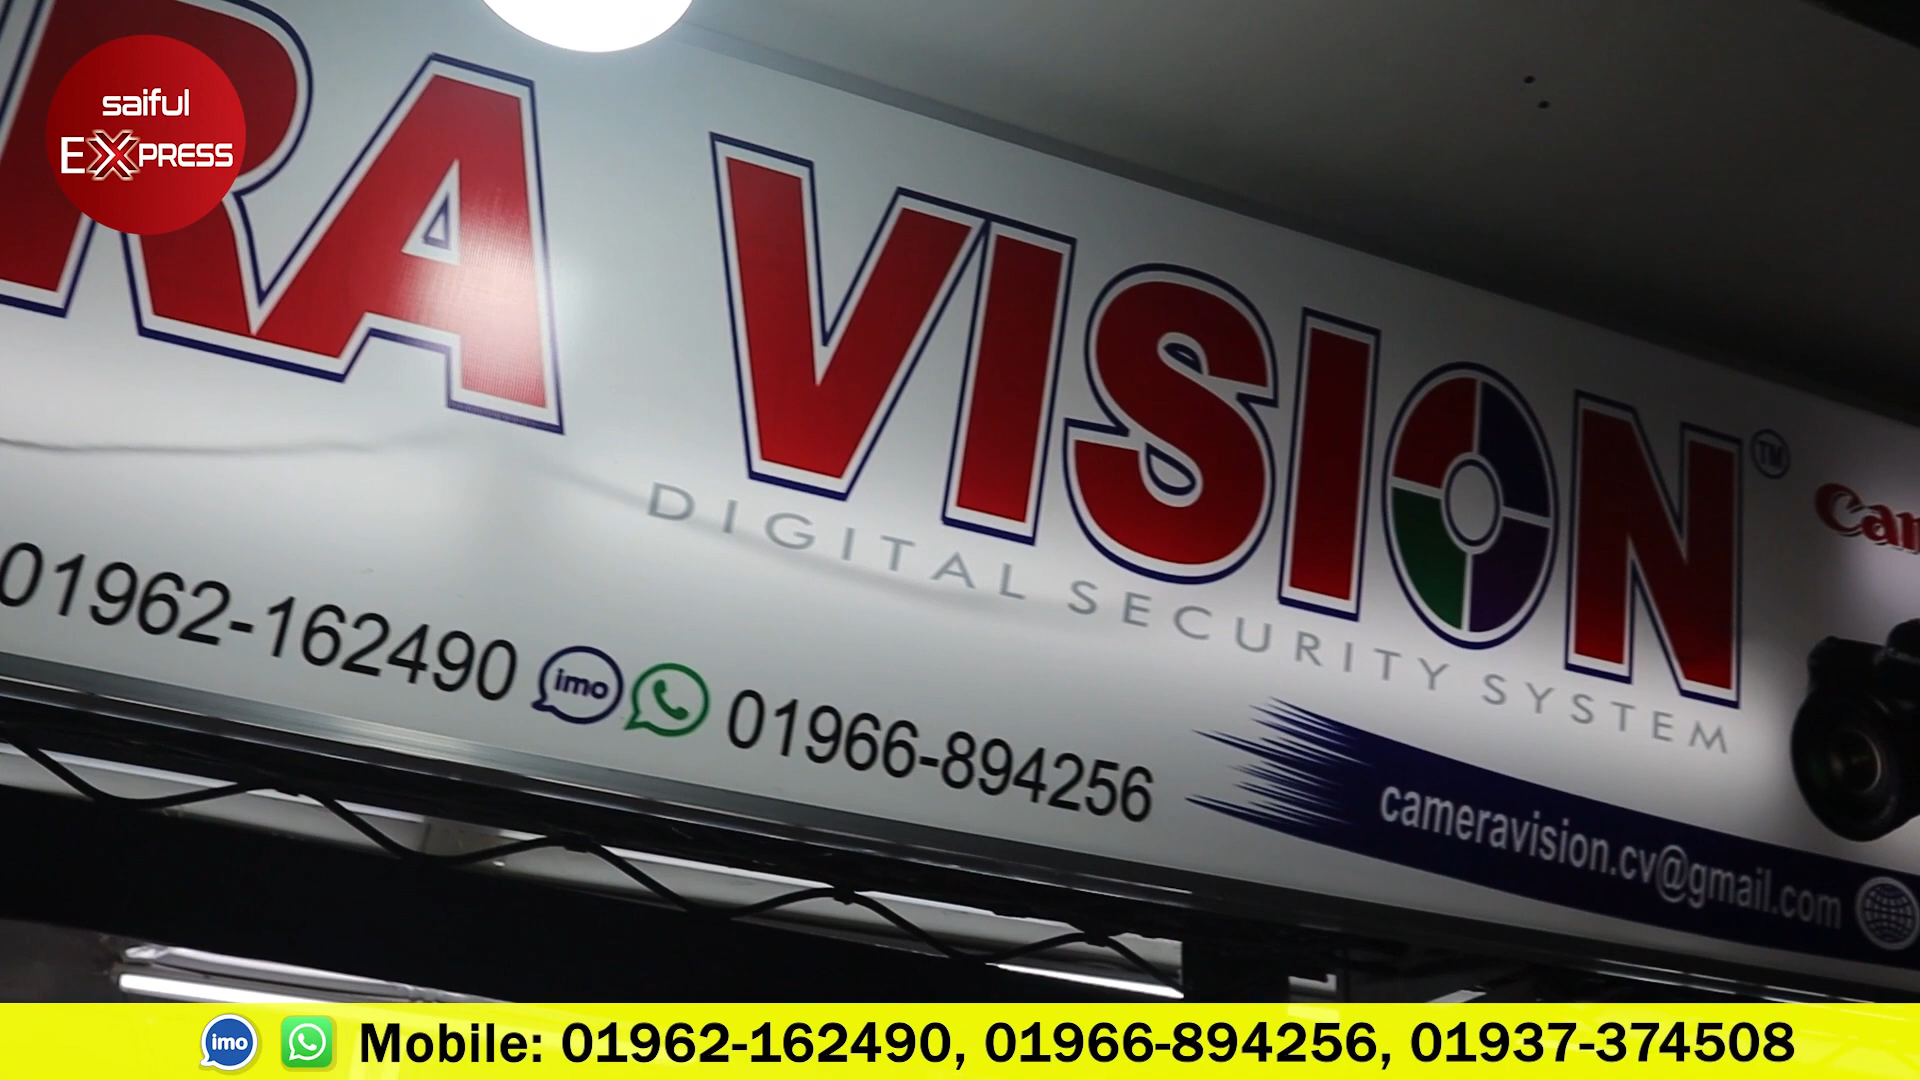 saiful
EXPRESS
RA VISION TM
DIGITAL SECURITY SYSTEM
Can
01962-162490 imo 01966-894256
cameravision.cv@gmail.com
imo Mobile: 01962-162490, 01966-894256, 01937-374508